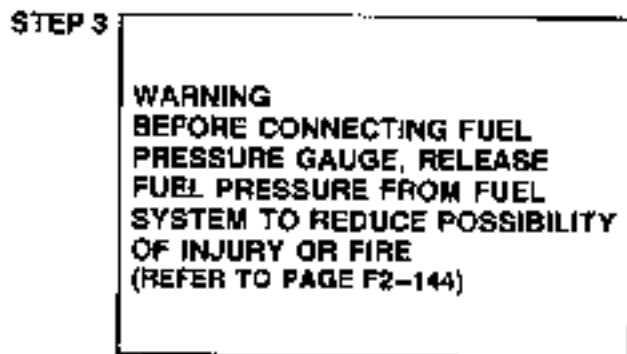 STEP 3
WARNING
BEFORE CONNECTING FUEL
PRESSURE GAUGE, RELEASE
FUEL PRESSURE FROM FUEL
SYSTEM TO REDUCE POSSIBILITY
OF INJURY OR FIRE
(REFER TO PAGE F2–144)